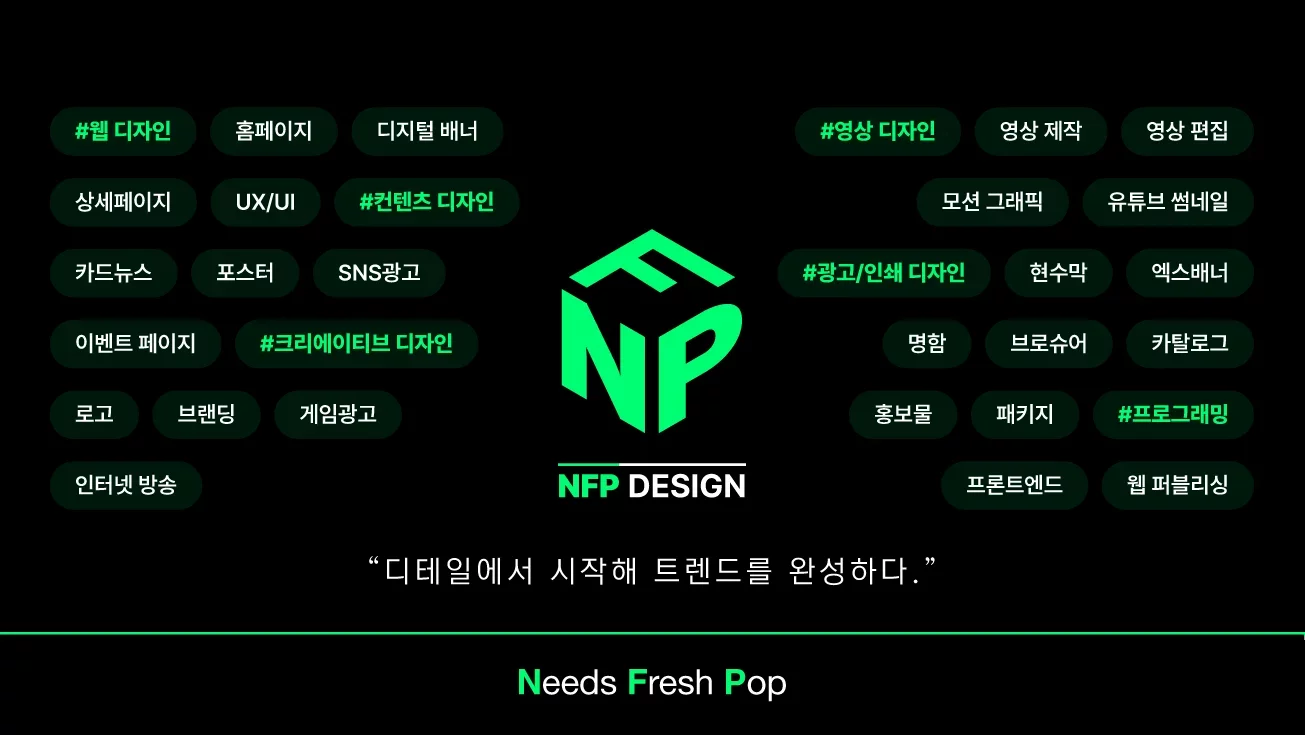 #웹 디자인 홈페이지 디지털 배너
상세페이지 UX/UI #컨텐츠 디자인
카드뉴스 포스터 SNS광고
이벤트 페이지 #크리에이티브 디자인
로고 브랜딩 게임광고
인터넷 방송
#영상 디자인 영상 제작 영상 편집
모션 그래픽 유튜브 썸네일
#광고/인쇄 디자인 현수막 엑스배너
명함 브로슈어 카탈로그
홍보물 패키지 #프로그래밍
프론트엔드 웹 퍼블리싱
F
NP
NFP DESIGN
“디테일에서 시작해 트렌드를 완성하다.”
Needs Fresh Pop